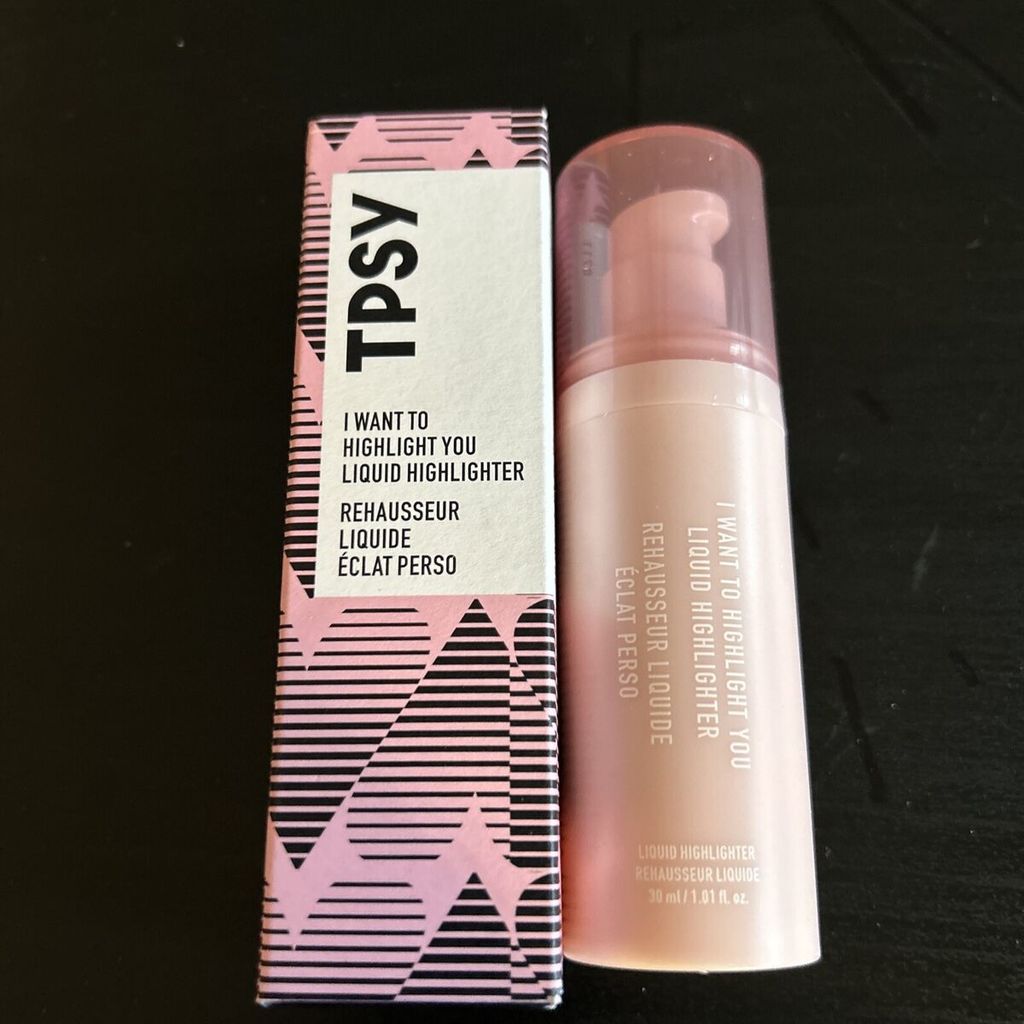 TPSY
I WANT TO
HIGHLIGHT YOU
LIQUID HIGHLIGHTER
REHAUSSEUR
LIQUIDE
ÉCLAT PERSO
I WANT TO HIGHLIGHT YOU
LIQUID HIGHLIGHTER
REHAUSSEUR LIQUIDE
ÉCLAT PERSO
LIQUID HIGHLIGHTER
REHAUSSEUR LIQUIDE
30 ml / 1.01 fl. oz.